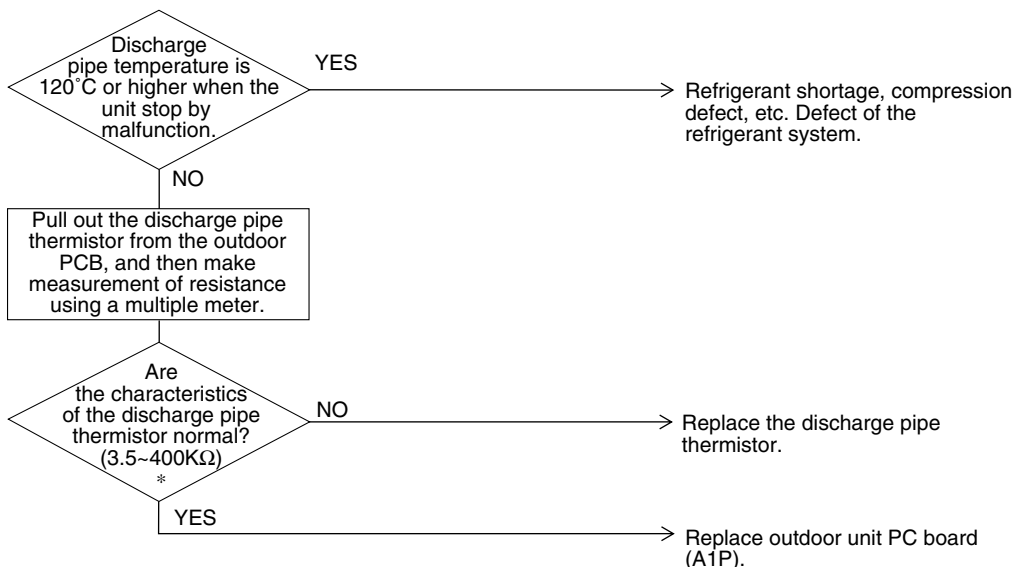 Discharge
pipe temperature is
120˚C or higher when the
unit stop by
malfunction.
YES
Refrigerant shortage, compression
defect, etc. Defect of the
refrigerant system.
NO
Pull out the discharge pipe
thermistor from the outdoor
PCB, and then make
measurement of resistance
using a multiple meter.
Are
the characteristics
of the discharge pipe
thermistor normal?
(3.5~400KΩ)
*
NO
Replace the discharge pipe
thermistor.
YES
Replace outdoor unit PC board
(A1P).